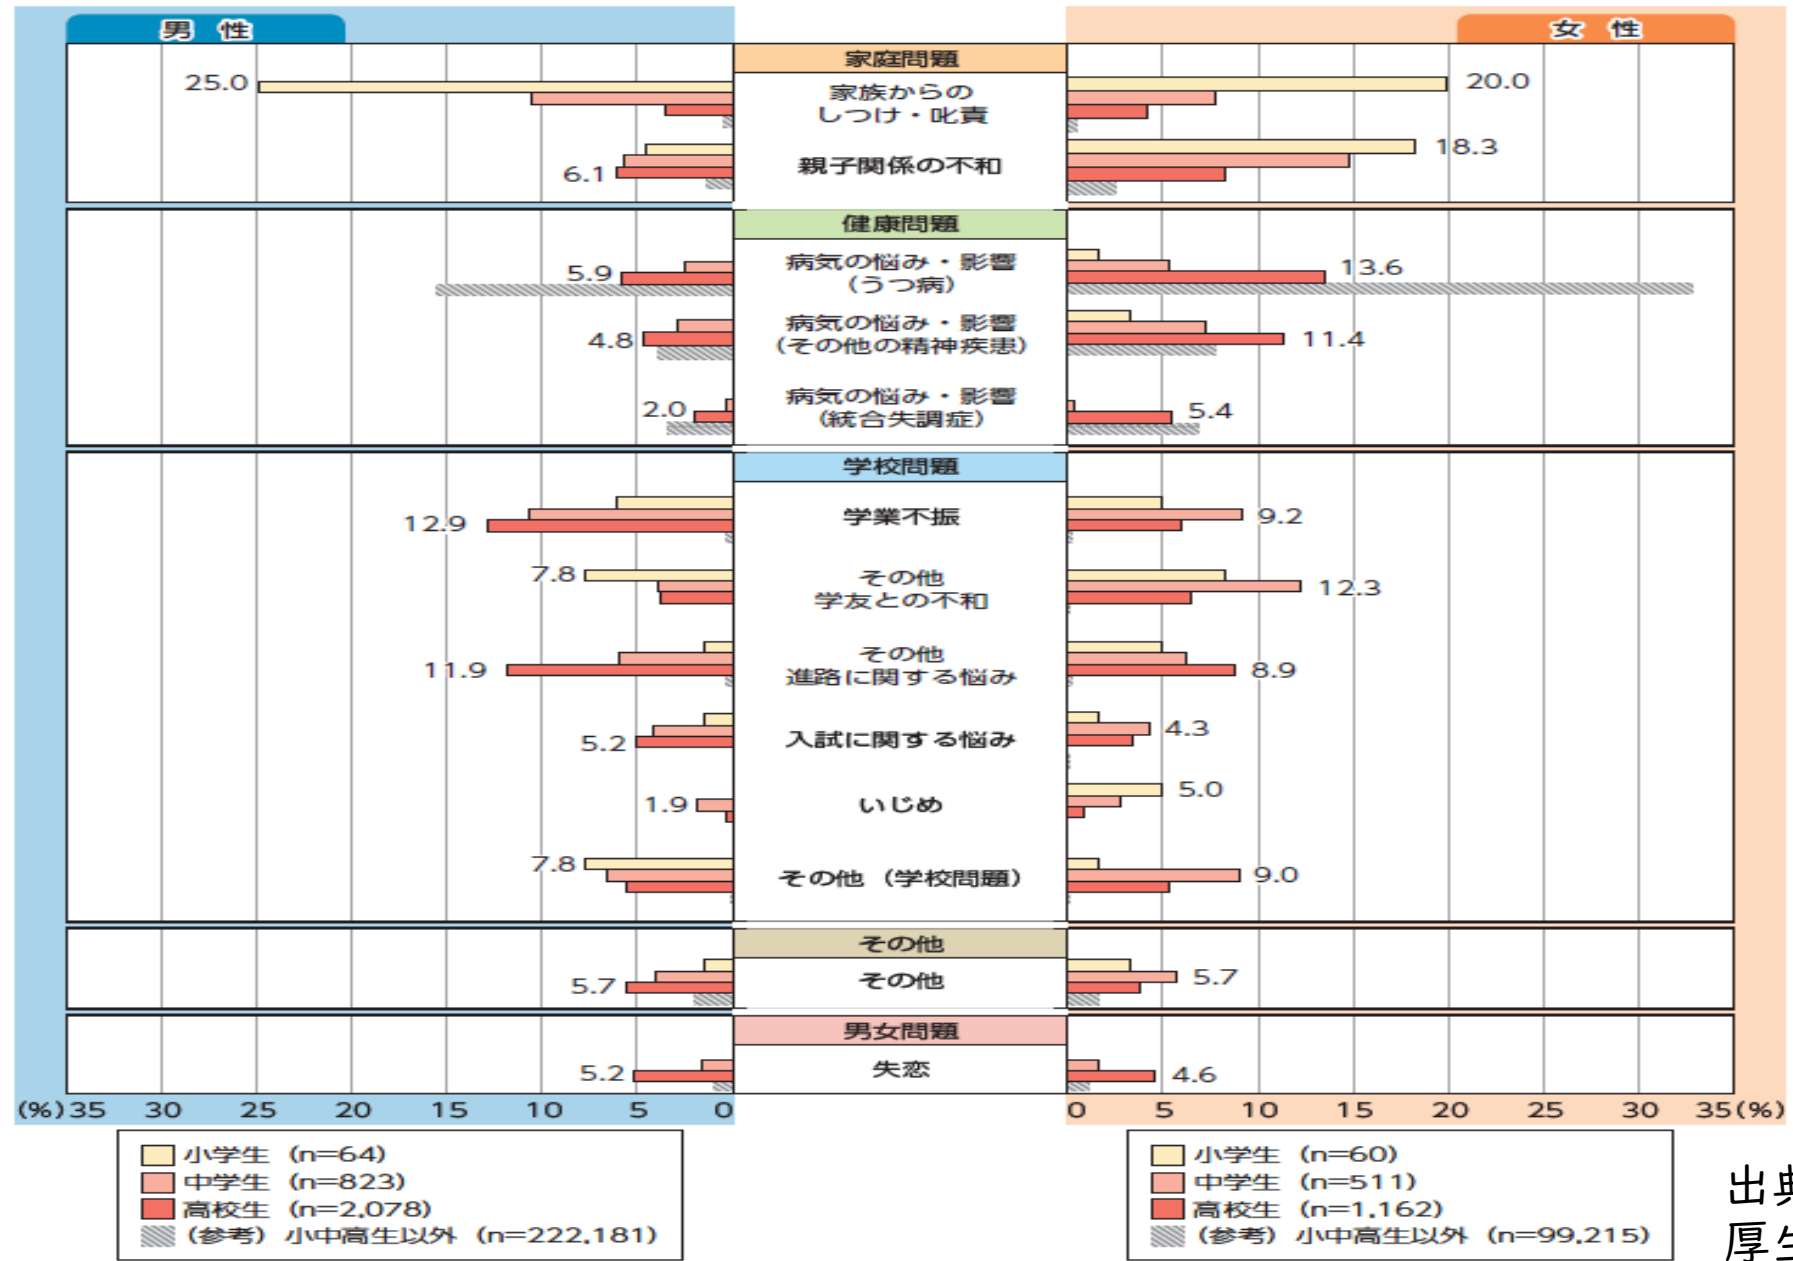 男 性
女 性
家庭問題
25.0
家族からの
しつけ・叱責
20.0
6.1
親子関係の不和
18.3
健康問題
5.9
病気の悩み・影響
(うつ病)
13.6
4.8
病気の悩み・影響
(その他の精神疾患)
11.4
2.0
病気の悩み・影響
(統合失調症)
5.4
学校問題
12.9
学業不振
9.2
7.8
その他
学友との不和
12.3
11.9
その他
進路に関する悩み
8.9
5.2
入試に関する悩み
4.3
1.9
いじめ
5.0
7.8
その他(学校問題)
9.0
その他
5.7
その他
5.7
男女問題
5.2
失恋
4.6
(%) 35 30 25 20 15 10 5 0
0 5 10 15 20 25 30 35 (%)
小学生 (n=64)
中学生 (n=823)
高校生 (n=2,078)
(参考) 小中高生以外 (n=222,181)
小学生 (n=60)
中学生 (n=511)
高校生 (n=1,162)
(参考) 小中高生以外 (n=99,215)
出典
厚生